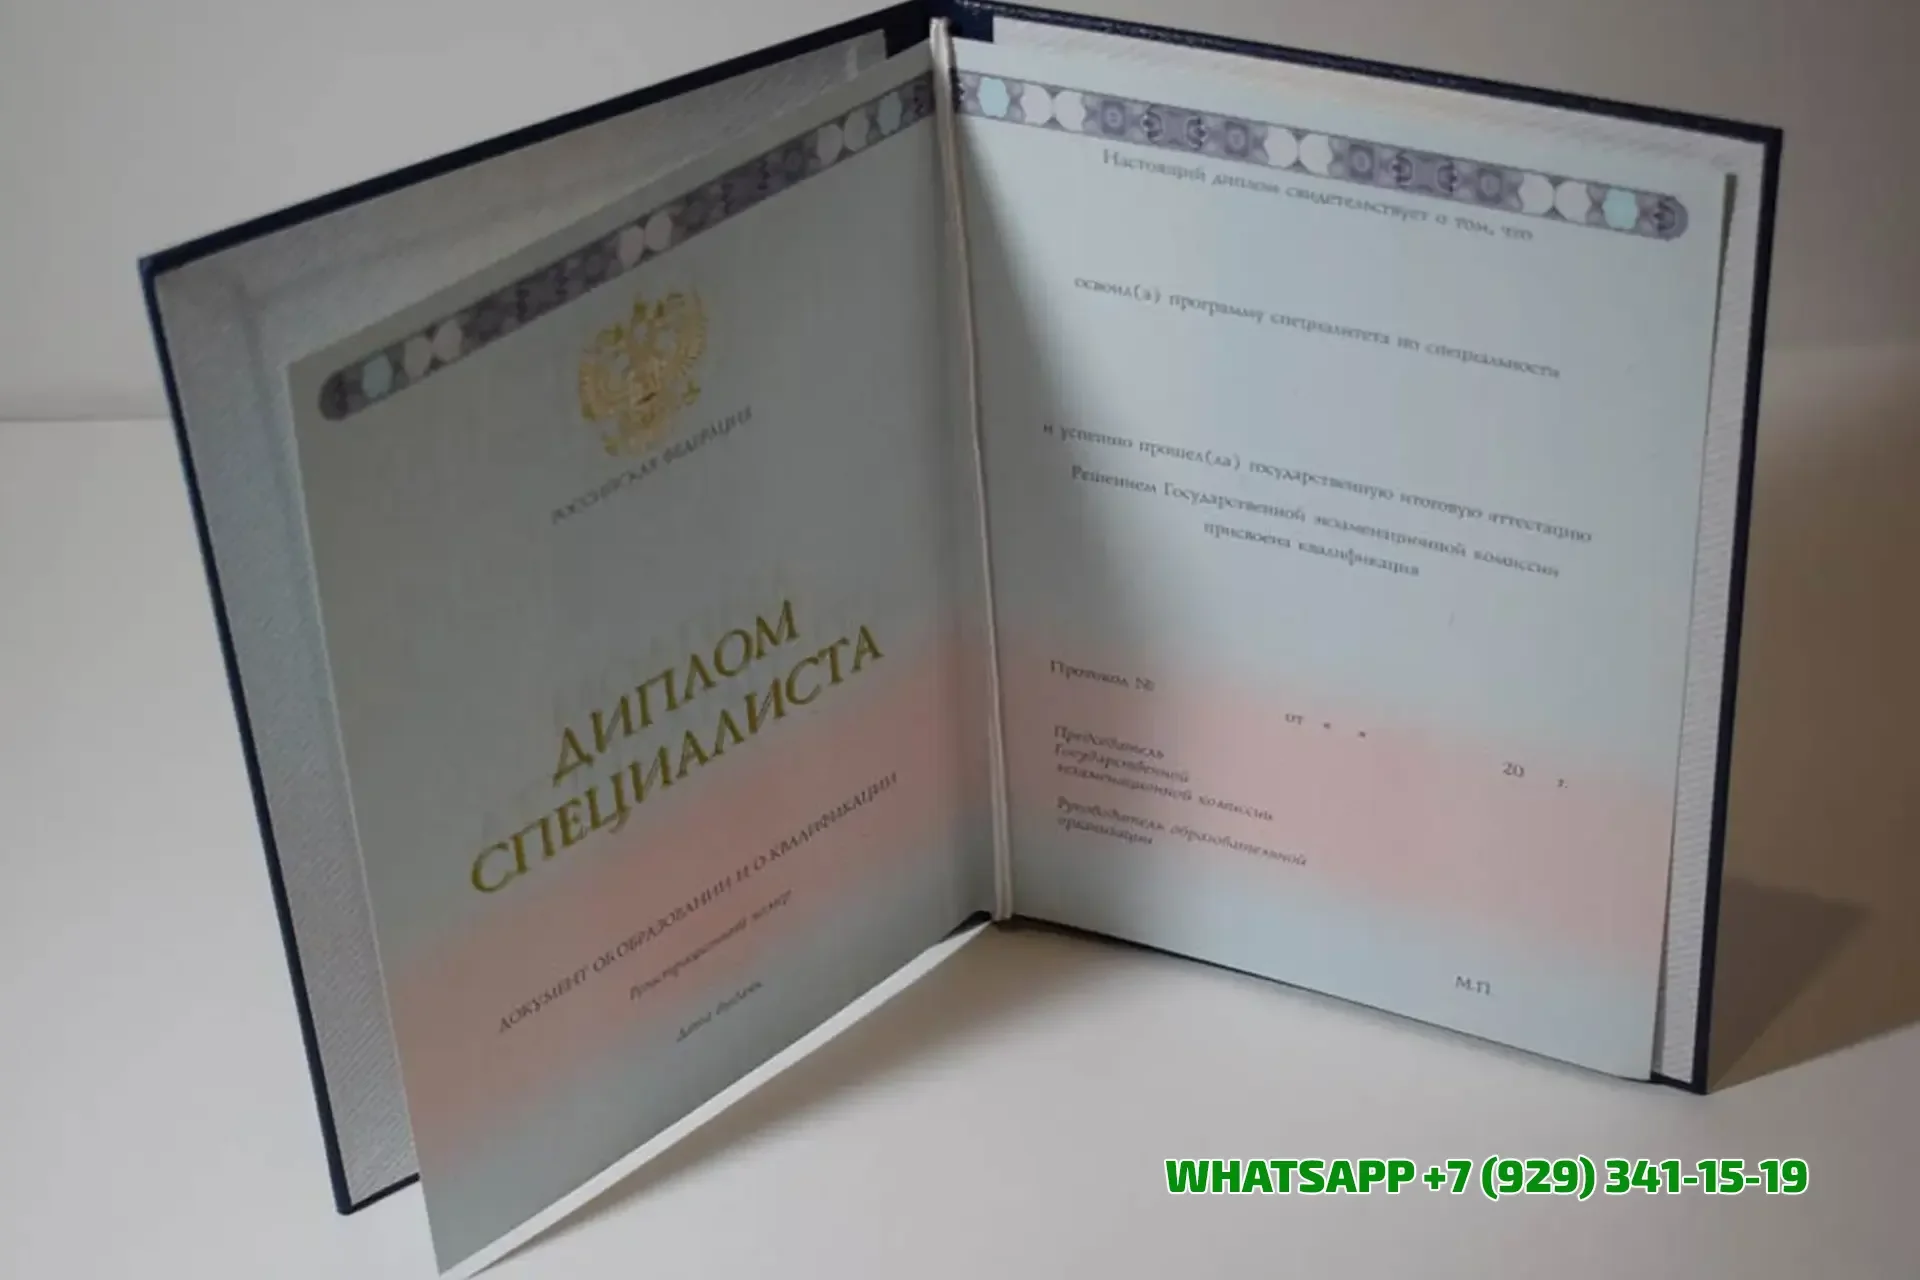 РОССИЙСКАЯ ФЕДЕРАЦИЯ
ДИПЛОМ
СПЕЦИАЛИСТА
ДОКУМЕНТ ОБ ОБРАЗОВАНИИ И О КВАЛИФИКАЦИИ
Регистрационный номер
Дата выдачи
Настоящий диплом свидетельствует о том, что
освоил(а) программу специалитета по специальности
и успешно прошел(ла) государственную итоговую аттестацию
Решением Государственной экзаменационной комиссии
присвоена квалификация
Протокол №
от « »
20 г.
Председатель
Государственной
экзаменационной комиссии
Руководитель образовательной
организации
М.П.
WHATSAPP +7 (929) 341-15-19